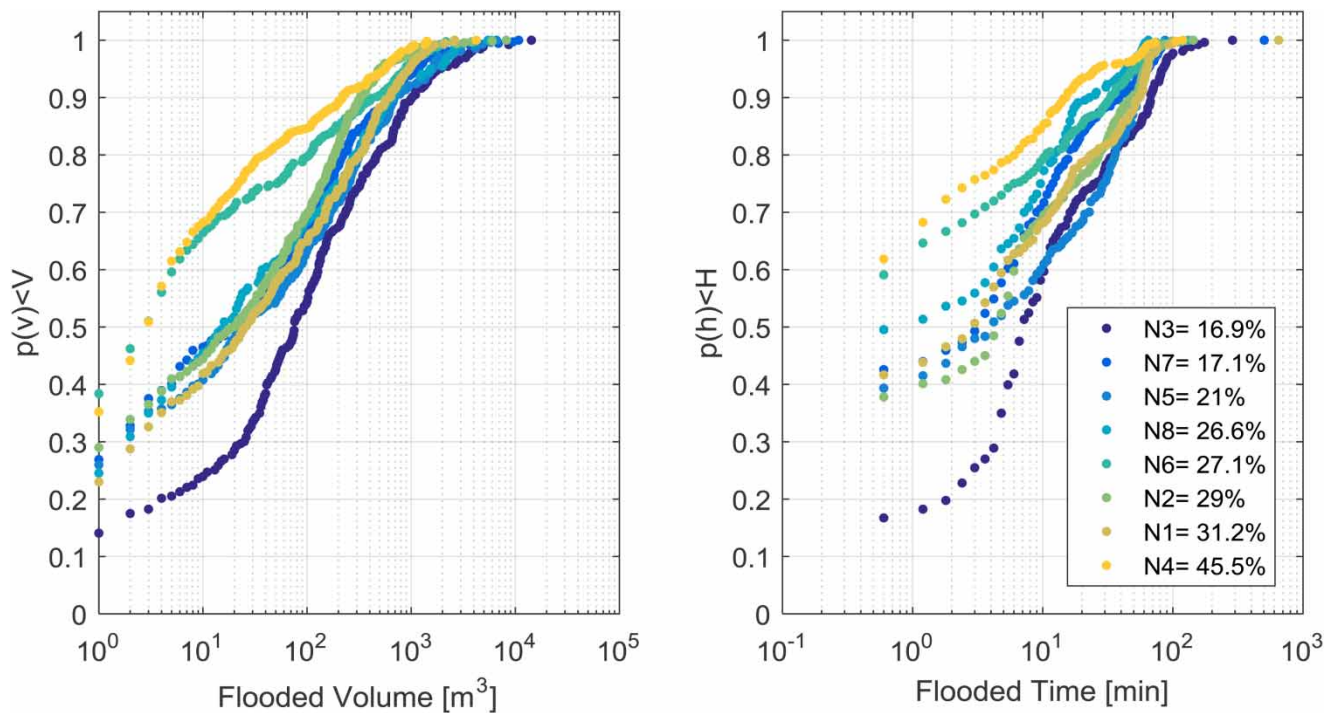 1
0.9
0.8
0.7
0.6
0.5
0.4
0.3
0.2
0.1
0
p(v)<V
10⁰
10¹
10²
10³
10⁴
10⁵
Flooded Volume [m³]
1
0.9
0.8
0.7
0.6
0.5
0.4
0.3
0.2
0.1
0
p(h)<H
10⁻¹
10⁰
10¹
10²
10³
Flooded Time [min]
N3= 16.9%
N7= 17.1%
N5= 21%
N8= 26.6%
N6= 27.1%
N2= 29%
N1= 31.2%
N4= 45.5%